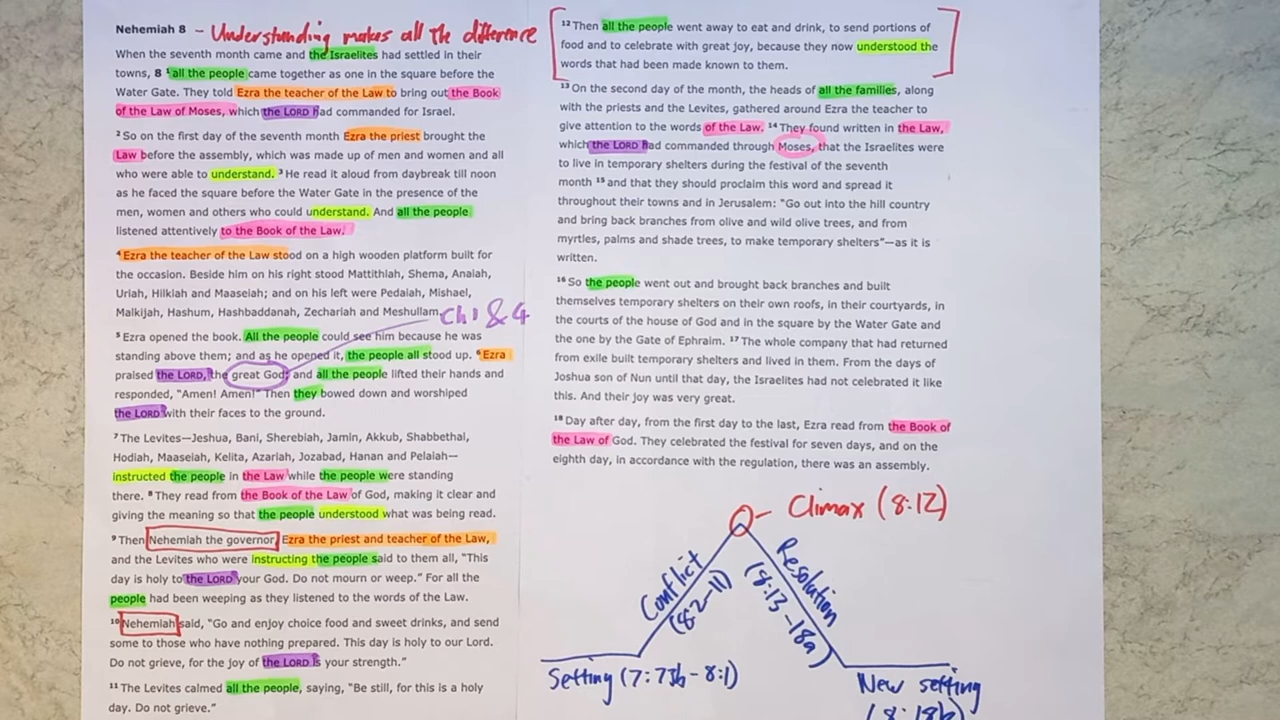 Nehemiah 8 - Understanding makes all the difference
When the seventh month came and the Israelites had settled in their
towns, 8 1 all the people came together as one in the square before the
Water Gate. They told Ezra the teacher of the Law to bring out the Book
of the Law of Moses, which the LORD had commanded for Israel.
2 So on the first day of the seventh month Ezra the priest brought the
Law before the assembly, which was made up of men and women and all
who were able to understand. 3 He read it aloud from daybreak till noon
as he faced the square before the Water Gate in the presence of the
men, women and others who could understand. And all the people
listened attentively to the Book of the Law.
4 Ezra the teacher of the Law stood on a high wooden platform built for
the occasion. Beside him on his right stood Mattithiah, Shema, Anaiah,
Uriah, Hilkiah and Maaseiah; and on his left were Pedaiah, Mishael,
Malkijah, Hashum, Hashbaddanah, Zechariah and Meshullam.
Ch 1 & 4
5 Ezra opened the book. All the people could see him because he was
standing above them; and as he opened it, the people all stood up. 6 Ezra
praised the LORD, the great God; and all the people lifted their hands and
responded, "Amen! Amen!" Then they bowed down and worshiped
the LORD with their faces to the ground.
7 The Levites—Jeshua, Bani, Sherebiah, Jamin, Akkub, Shabbethai,
Hodiah, Maaseiah, Kelita, Azariah, Jozabad, Hanan and Pelaiah—
instructed the people in the Law while the people were standing
there. 8 They read from the Book of the Law of God, making it clear and
giving the meaning so that the people understood what was being read.
9 Then Nehemiah the governor, Ezra the priest and teacher of the Law,
and the Levites who were instructing the people said to them all, "This
day is holy to the LORD your God. Do not mourn or weep." For all the
people had been weeping as they listened to the words of the Law.
10 Nehemiah said, "Go and enjoy choice food and sweet drinks, and send
some to those who have nothing prepared. This day is holy to our Lord.
Do not grieve, for the joy of the LORD is your strength."
11 The Levites calmed all the people, saying, "Be still, for this is a holy
day. Do not grieve."
12 Then all the people went away to eat and drink, to send portions of
food and to celebrate with great joy, because they now understood the
words that had been made known to them.
13 On the second day of the month, the heads of all the families, along
with the priests and the Levites, gathered around Ezra the teacher to
give attention to the words of the Law. 14 They found written in the Law,
which the LORD had commanded through Moses, that the Israelites were
to live in temporary shelters during the festival of the seventh
month 15 and that they should proclaim this word and spread it
throughout their towns and in Jerusalem: "Go out into the hill country
and bring back branches from olive and wild olive trees, and from
myrtles, palms and shade trees, to make temporary shelters"—as it is
written.
16 So the people went out and brought back branches and built
themselves temporary shelters on their own roofs, in their courtyards, in
the courts of the house of God and in the square by the Water Gate and
the one by the Gate of Ephraim. 17 The whole company that had returned
from exile built temporary shelters and lived in them. From the days of
Joshua son of Nun until that day, the Israelites had not celebrated it like
this. And their joy was very great.
18 Day after day, from the first day to the last, Ezra read from the Book of
the Law of God. They celebrated the festival for seven days, and on the
eighth day, in accordance with the regulation, there was an assembly.
Climax (8:12)
Conflict
(8:2-11)
Resolution
(8:13-18a)
Setting (7:73b - 8:1)
New setting
(8:18b)